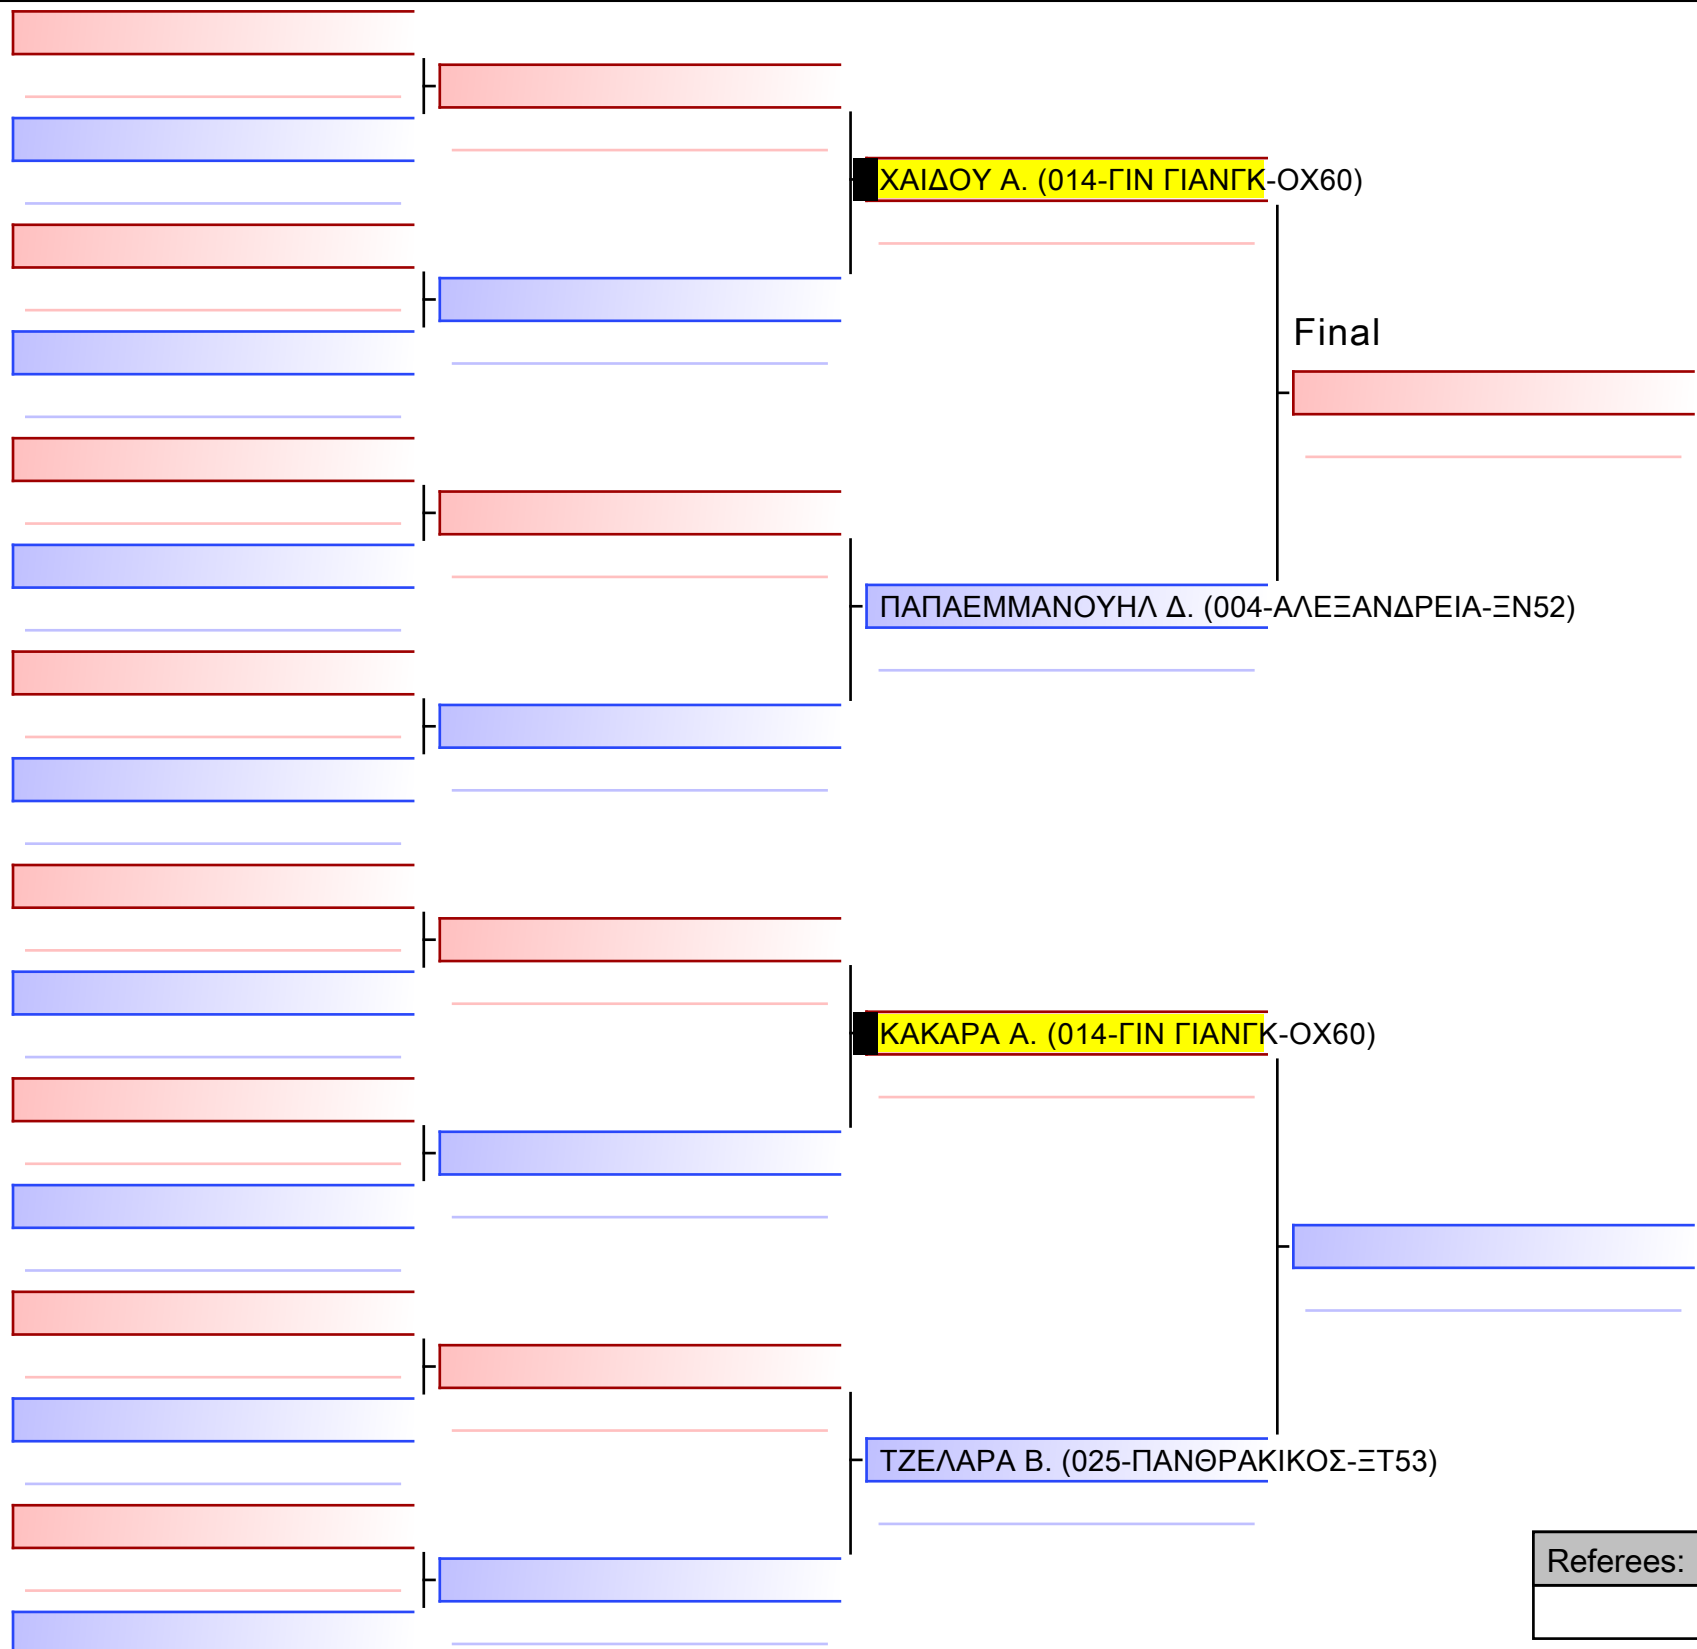 ΧΑΙΔΟΥ Α. (014-ΓΙΝ ΓΙΑΝΓΚ-ΟΧ60)
Final
ΠΑΠΑΕΜΜΑΝΟΥΗΛ Δ. (004-ΑΛΕΞΑΝΔΡΕΙΑ-ΞΝ52)
ΚΑΚΑΡΑ Α. (014-ΓΙΝ ΓΙΑΝΓΚ-ΟΧ60)
ΤΖΕΛΑΡΑ Β. (025-ΠΑΝΘΡΑΚΙΚΟΣ-ΞΤ53)
Referees: